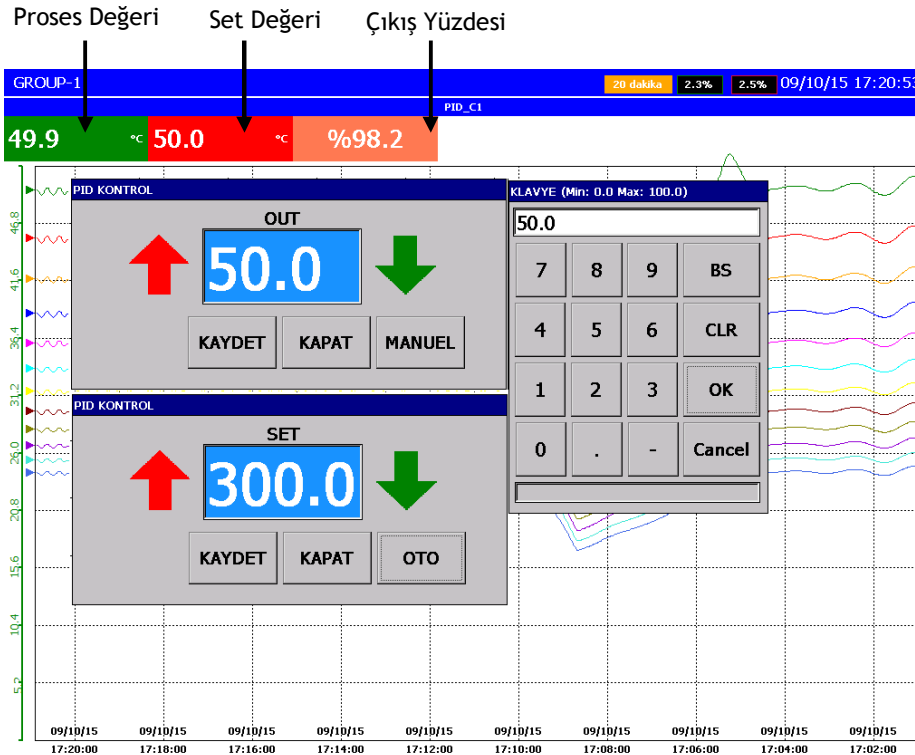 Proses Değeri Set Değeri Çıkış Yüzdesi
GROUP-1 20 dakika 2.3% 2.5% 09/10/15 17:20:53
PID_C1
49.9 °C 50.0 °C %98.2
PID KONTROL
OUT
50.0
KAYDET KAPAT MANUEL
PID KONTROL
SET
300.0
KAYDET KAPAT OTO
KLAVYE (Min: 0.0 Max: 100.0)
50.0
7 8 9 BS
4 5 6 CLR
1 2 3 OK
0 . - Cancel
46.8
41.6
36.4
31.2
26.0
20.8
15.6
10.4
5.2
09/10/15 09/10/15 09/10/15 09/10/15 09/10/15 09/10/15 09/10/15 09/10/15 09/10/15 09/10/15
17:20:00 17:18:00 17:16:00 17:14:00 17:12:00 17:10:00 17:08:00 17:06:00 17:04:00 17:02:00